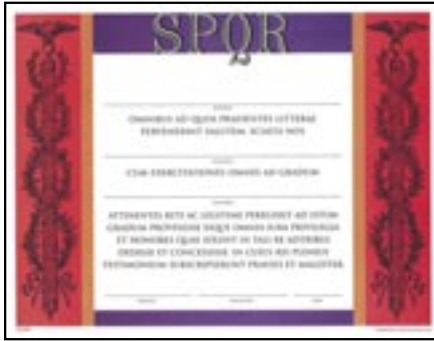 SPQR
OMNIBUS AD QUOS PRAESENTES LITTERAE
PERVENERINT SALUTEM. SCIATIS NOS
CUM EXERCITATIONES OMNES AD GRADUM
ATTINENTES RITE AC LEGITIME PEREGERIT AD ISTUM
GRADUM PROVEXISSE EIQUE OMNIA IURA PRIVILEGIA
ET HONORES QUAE SOLENT IN TALI RE ADTRIBUI
DEDISSE ET CONCESSISSE. IN CUIUS REI PLENIUS
TESTIMONIUM SUBSCRIPSERUNT PRAESES ET MAGISTER.